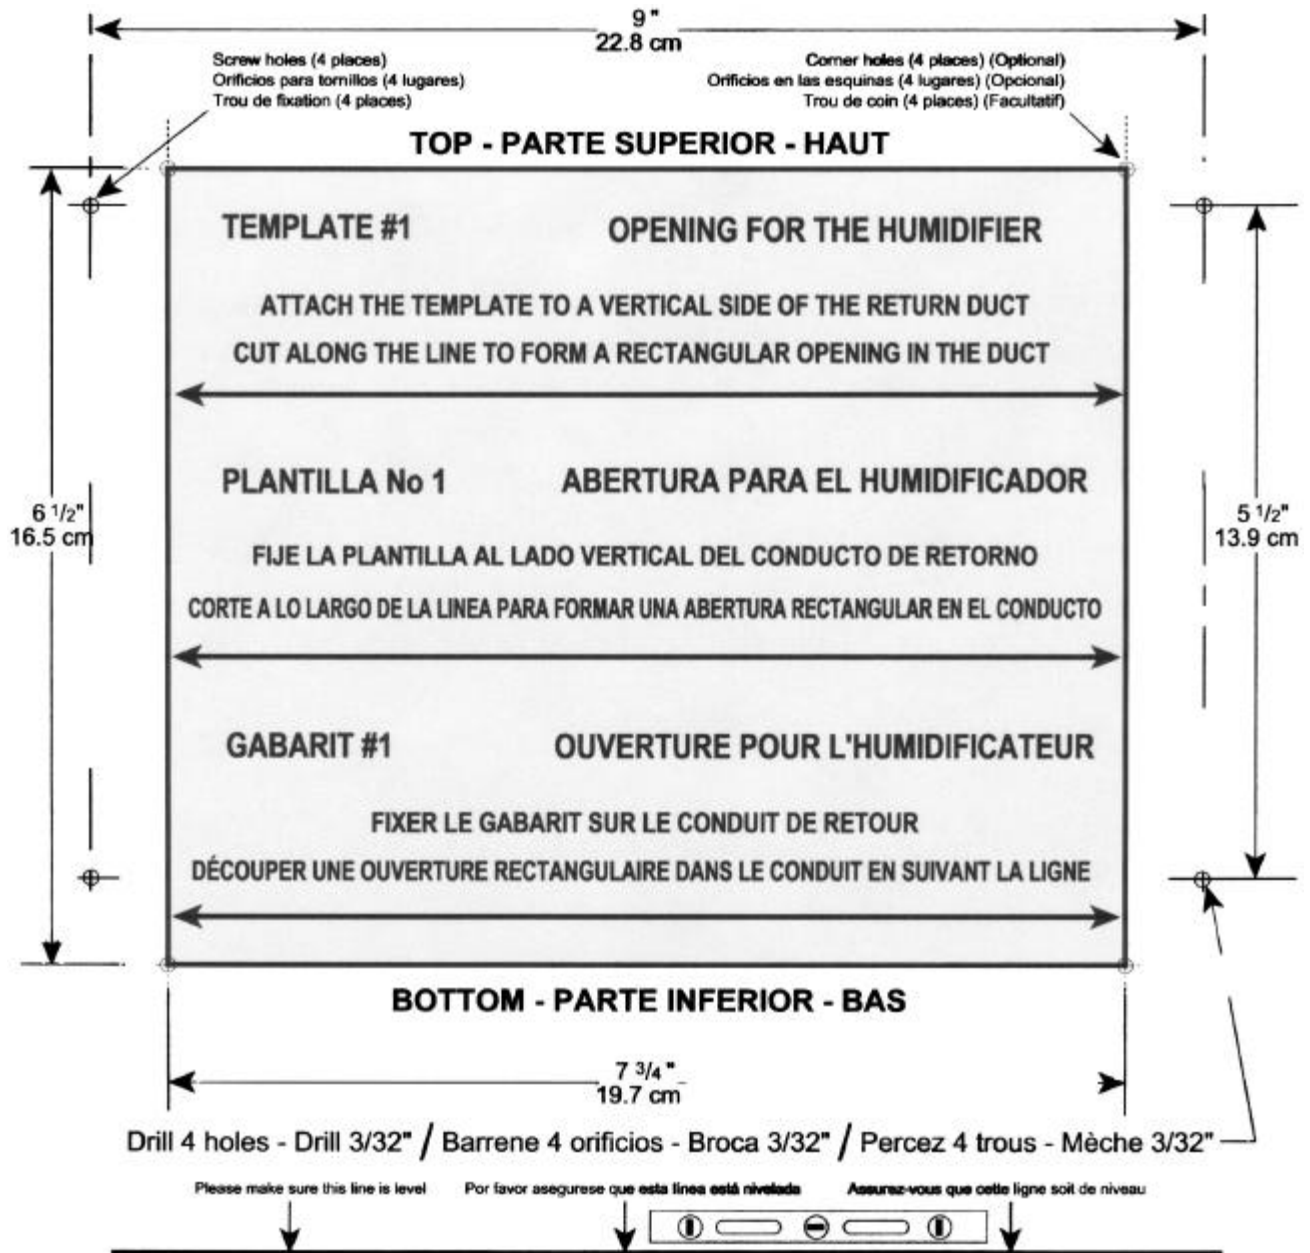 9"
22.8 cm
Screw holes (4 places)
Orificios para tornillos (4 lugares)
Trou de fixation (4 places)
Corner holes (4 places) (Optional)
Orificios en las esquinas (4 lugares) (Opcional)
Trou de coin (4 places) (Facultatif)
TOP - PARTE SUPERIOR - HAUT
TEMPLATE #1 OPENING FOR THE HUMIDIFIER
ATTACH THE TEMPLATE TO A VERTICAL SIDE OF THE RETURN DUCT
CUT ALONG THE LINE TO FORM A RECTANGULAR OPENING IN THE DUCT
PLANTILLA No 1 ABERTURA PARA EL HUMIDIFICADOR
6 1/2"
16.5 cm
5 1/2"
13.9 cm
FIJE LA PLANTILLA AL LADO VERTICAL DEL CONDUCTO DE RETORNO
CORTE A LO LARGO DE LA LINEA PARA FORMAR UNA ABERTURA RECTANGULAR EN EL CONDUCTO
GABARIT #1 OUVERTURE POUR L'HUMIDIFICATEUR
FIXER LE GABARIT SUR LE CONDUIT DE RETOUR
DÉCOUPER UNE OUVERTURE RECTANGULAIRE DANS LE CONDUIT EN SUIVANT LA LIGNE
BOTTOM - PARTE INFERIOR - BAS
7 3/4"
19.7 cm
Drill 4 holes - Drill 3/32" / Barrene 4 orificios - Broca 3/32" / Percez 4 trous - Mèche 3/32"
Please make sure this line is level Por favor asegurese que esta linea está nivelada Assurez-vous que cette ligne soit de niveau